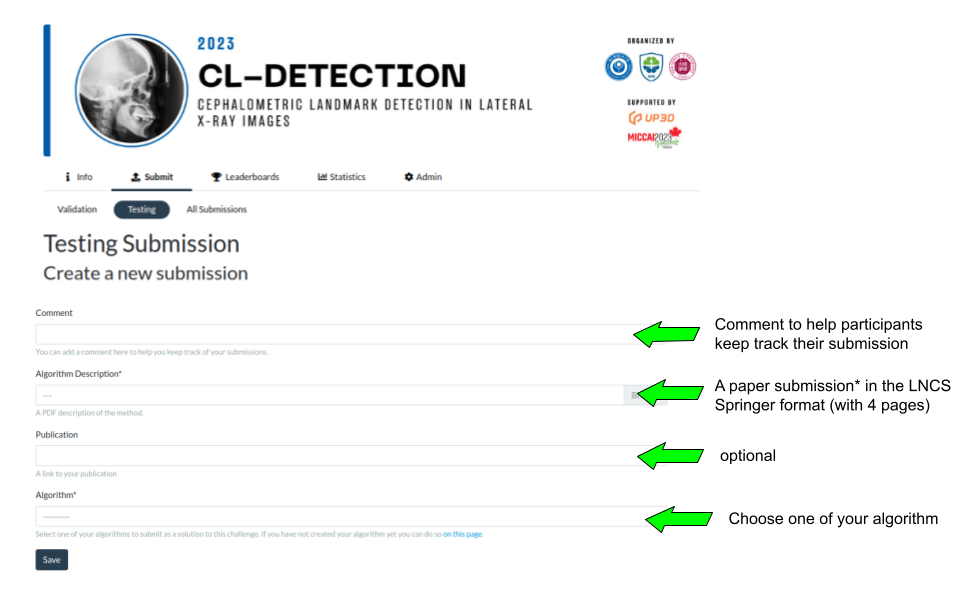 2023
CL-DETECTION
CEPHALOMETRIC LANDMARK DETECTION IN LATERAL
X-RAY IMAGES
ORGANIZED BY
SUPPORTED BY
UP3D
MICCAI2023
Info Submit Leaderboards Statistics Admin
Validation Testing All Submissions
Testing Submission
Create a new submission
Comment
You can add a comment here to help you keep track of your submissions.
Comment to help participants
keep track their submission
Algorithm Description*
---
A PDF description of the method.
A paper submission* in the LNCS
Springer format (with 4 pages)
Publication
A link to your publication
optional
Algorithm*
---------
Select one of your algorithms to submit as a solution to this challenge. If you have not created your algorithm yet you can do so on this page.
Choose one of your algorithm
Save